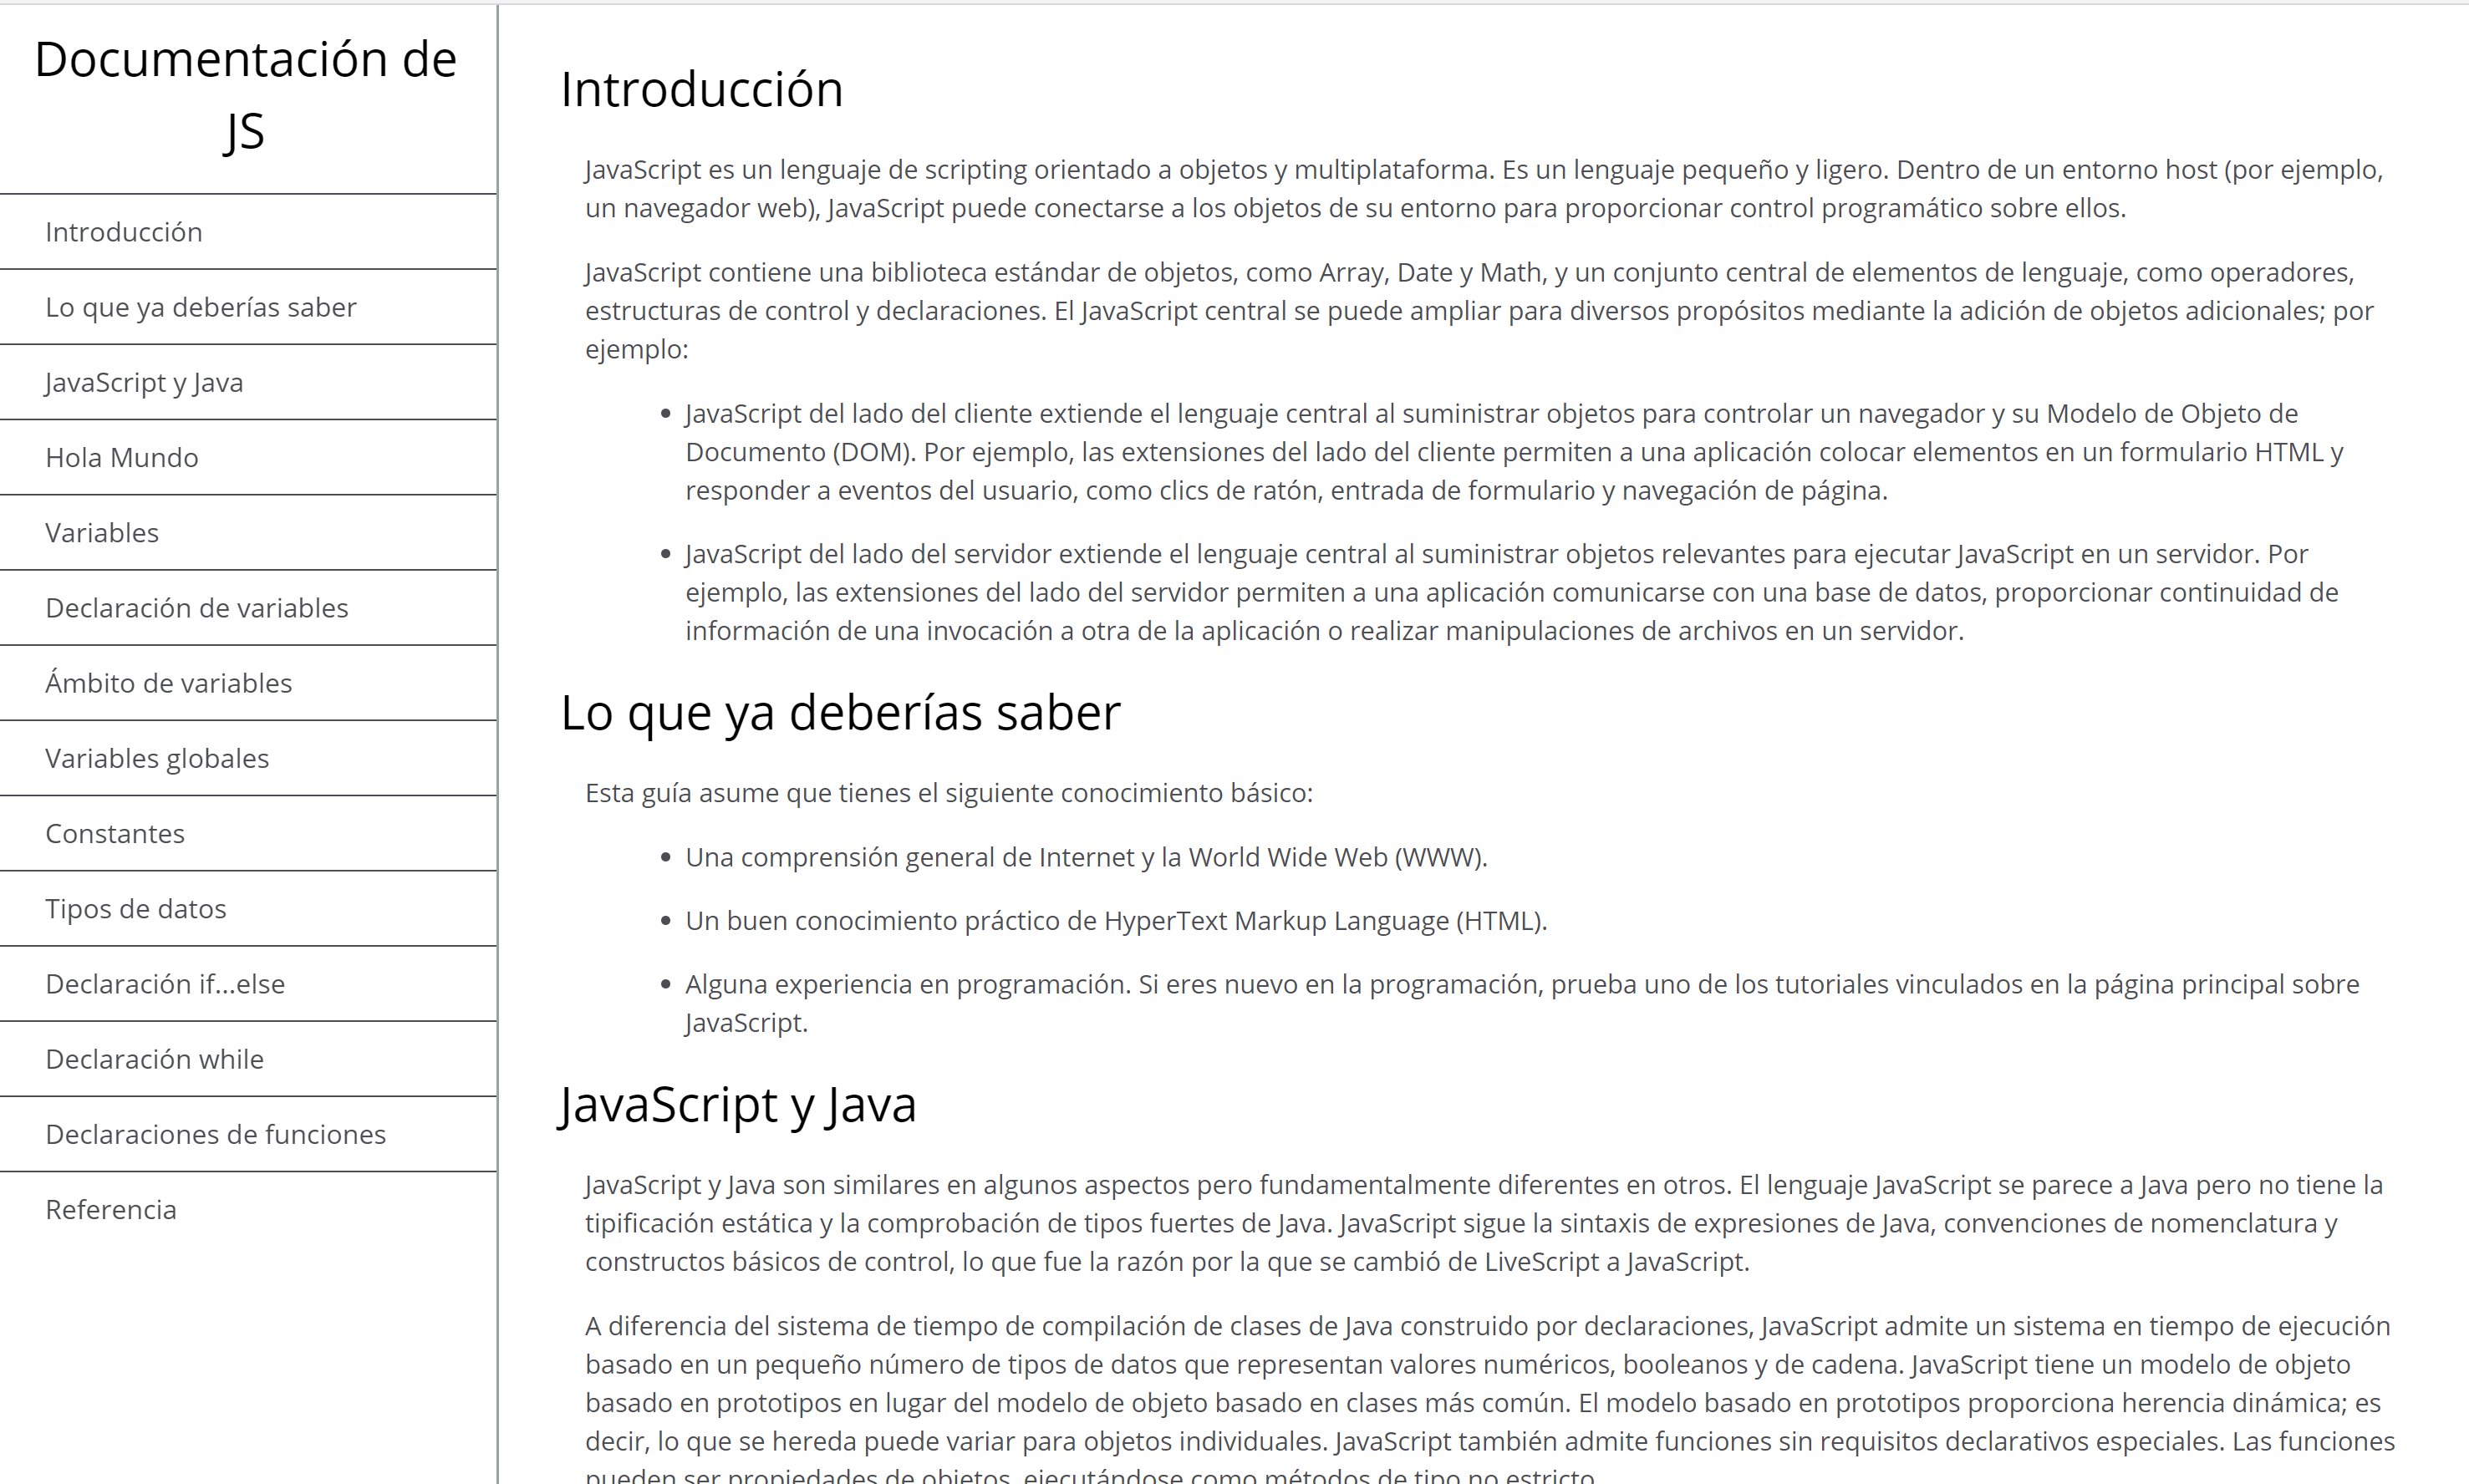 Documentación de
JS
Introducción
Lo que ya deberías saber
JavaScript y Java
Hola Mundo
Variables
Declaración de variables
Ámbito de variables
Variables globales
Constantes
Tipos de datos
Declaración if...else
Declaración while
Declaraciones de funciones
Referencia
Introducción
JavaScript es un lenguaje de scripting orientado a objetos y multiplataforma. Es un lenguaje pequeño y ligero. Dentro de un entorno host (por ejemplo,
un navegador web), JavaScript puede conectarse a los objetos de su entorno para proporcionar control programático sobre ellos.
JavaScript contiene una biblioteca estándar de objetos, como Array, Date y Math, y un conjunto central de elementos de lenguaje, como operadores,
estructuras de control y declaraciones. El JavaScript central se puede ampliar para diversos propósitos mediante la adición de objetos adicionales; por
ejemplo:
• JavaScript del lado del cliente extiende el lenguaje central al suministrar objetos para controlar un navegador y su Modelo de Objeto de
Documento (DOM). Por ejemplo, las extensiones del lado del cliente permiten a una aplicación colocar elementos en un formulario HTML y
responder a eventos del usuario, como clics de ratón, entrada de formulario y navegación de página.
• JavaScript del lado del servidor extiende el lenguaje central al suministrar objetos relevantes para ejecutar JavaScript en un servidor. Por
ejemplo, las extensiones del lado del servidor permiten a una aplicación comunicarse con una base de datos, proporcionar continuidad de
información de una invocación a otra de la aplicación o realizar manipulaciones de archivos en un servidor.
Lo que ya deberías saber
Esta guía asume que tienes el siguiente conocimiento básico:
• Una comprensión general de Internet y la World Wide Web (WWW).
• Un buen conocimiento práctico de HyperText Markup Language (HTML).
• Alguna experiencia en programación. Si eres nuevo en la programación, prueba uno de los tutoriales vinculados en la página principal sobre
JavaScript.
JavaScript y Java
JavaScript y Java son similares en algunos aspectos pero fundamentalmente diferentes en otros. El lenguaje JavaScript se parece a Java pero no tiene la
tipificación estática y la comprobación de tipos fuertes de Java. JavaScript sigue la sintaxis de expresiones de Java, convenciones de nomenclatura y
constructos básicos de control, lo que fue la razón por la que se cambió de LiveScript a JavaScript.
A diferencia del sistema de tiempo de compilación de clases de Java construido por declaraciones, JavaScript admite un sistema en tiempo de ejecución
basado en un pequeño número de tipos de datos que representan valores numéricos, booleanos y de cadena. JavaScript tiene un modelo de objeto
basado en prototipos en lugar del modelo de objeto basado en clases más común. El modelo basado en prototipos proporciona herencia dinámica; es
decir, lo que se hereda puede variar para objetos individuales. JavaScript también admite funciones sin requisitos declarativos especiales. Las funciones
pueden ser propiedades de objetos, ejecutándose como métodos de tipo no estricto.